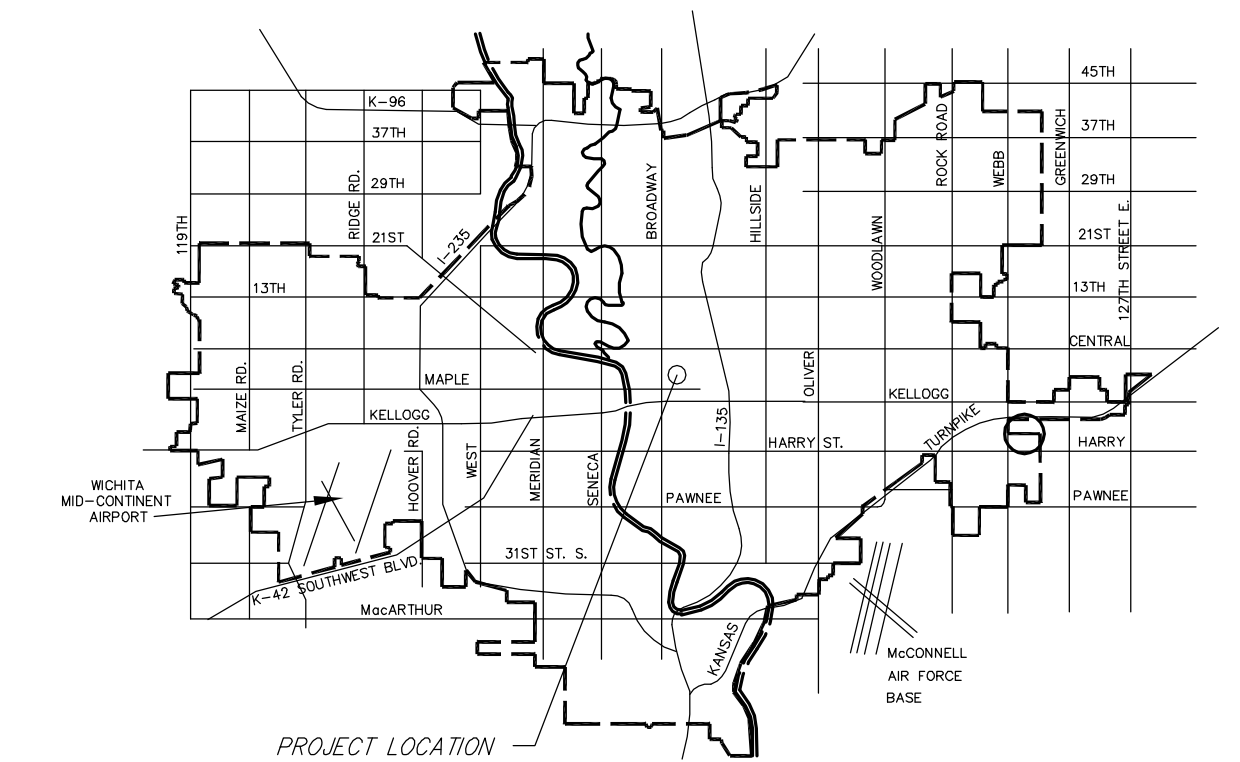 45TH
K-96
37TH
37TH
29TH
29TH
21ST
21ST
13TH
13TH
119TH
RIDGE RD.
I-235
BROADWAY
HILLSIDE
WOODLAWN
ROCK ROAD
WEBB
GREENWICH
127TH STREET E.
CENTRAL
MAIZE RD.
TYLER RD.
MAPLE
OLIVER
KELLOGG
KELLOGG
HOOVER RD.
WEST
MERIDIAN
SENECA
I-135
HARRY ST.
TURNPIKE
HARRY
WICHITA
MID-CONTINENT
AIRPORT
PAWNEE
PAWNEE
31ST ST. S.
K-42 SOUTHWEST BLVD.
MacARTHUR
KANSAS
McCONNELL
AIR FORCE
BASE
PROJECT LOCATION